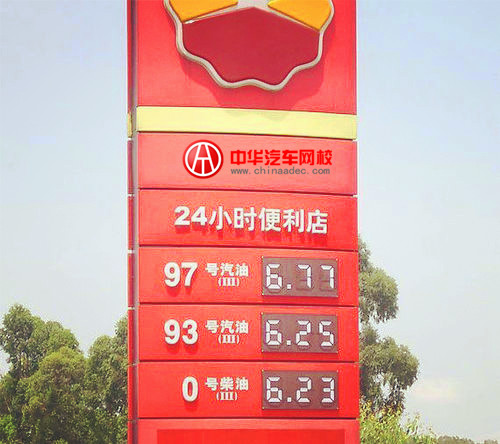 中华汽车网校
www.chinaadec.com
24小时便利店
97 号汽油 (III) 6.77
93 号汽油 (III) 6.25
0 号柴油 (III) 6.23